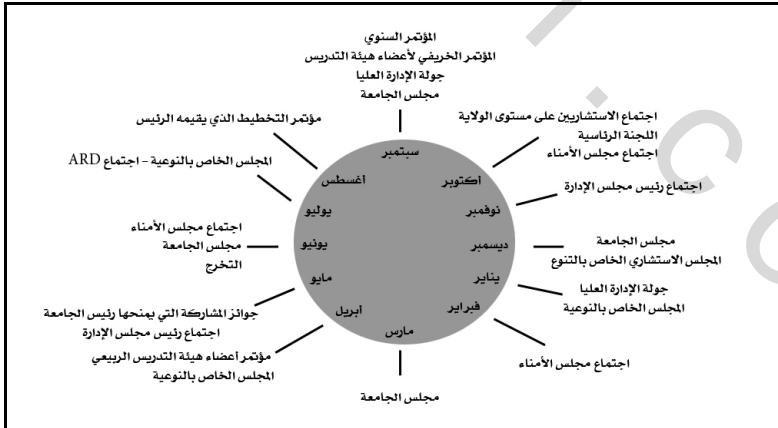 المؤتمر السنوي
المؤتمر الخريفي لأعضاء هيئة التدريس
جولة الإدارة العليا
مجلس الجامعة
سبتمبر
اجتماع الاستشاريين على مستوى الولاية
اللجنة الرئاسية
اجتماع مجلس الأمناء
أكتوبر
اجتماع رئيس مجلس الإدارة
نوفمبر
مجلس الجامعة
المجلس الاستشاري الخاص بالتنوع
ديسمبر
جولة الإدارة العليا
المجلس الخاص بالنوعية
يناير
اجتماع مجلس الأمناء
فبراير
مارس
مجلس الجامعة
أبريل
مؤتمر أعضاء هيئة التدريس الربيعي
المجلس الخاص بالنوعية
مايو
جوائز المشاركة التي يمنحها رئيس الجامعة
اجتماع رئيس مجلس الإدارة
يونيو
اجتماع مجلس الأمناء
مجلس الجامعة
التخرج
يوليو
المجلس الخاص بالنوعية – اجتماع ARD
أغسطس
مؤتمر التخطيط الذي يقيمه الرئيس